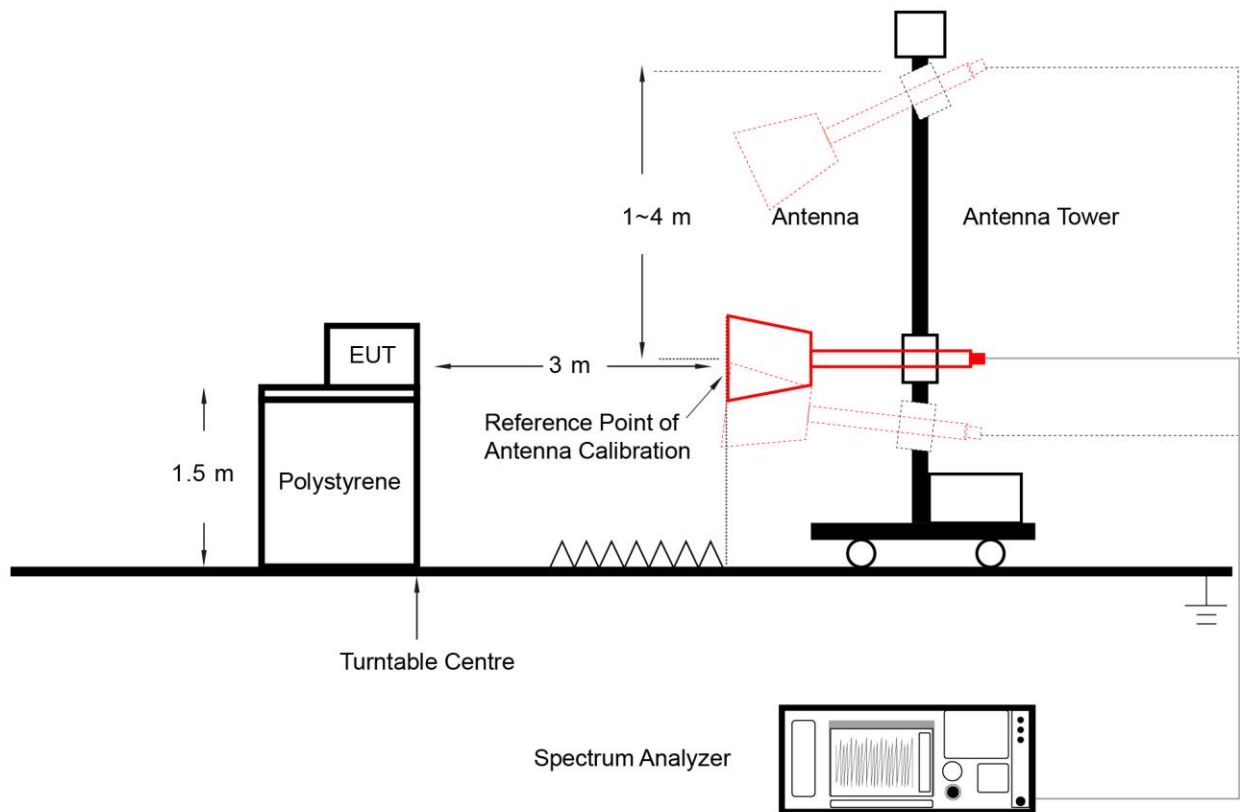 1~4 m
Antenna
Antenna Tower
EUT
3 m
Reference Point of
Antenna Calibration
1.5 m
Polystyrene
Turntable Centre
Spectrum Analyzer